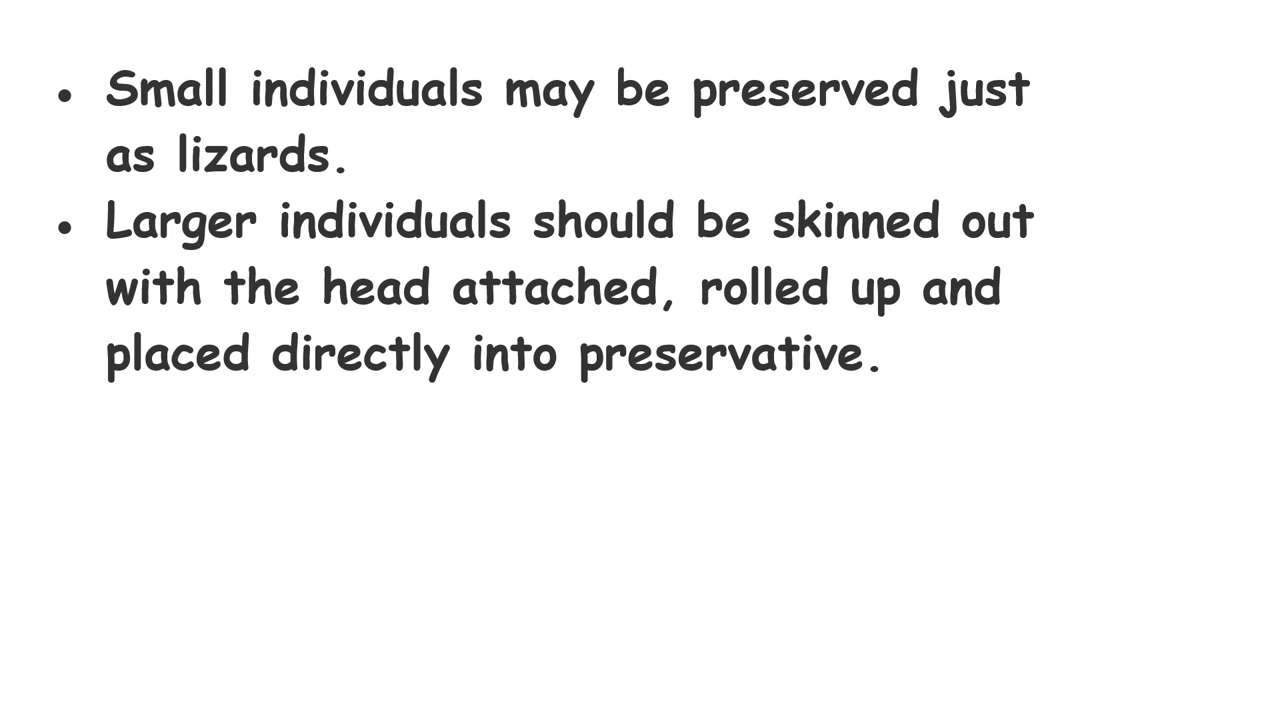 • Small individuals may be preserved just
as lizards.
• Larger individuals should be skinned out
with the head attached, rolled up and
placed directly into preservative.